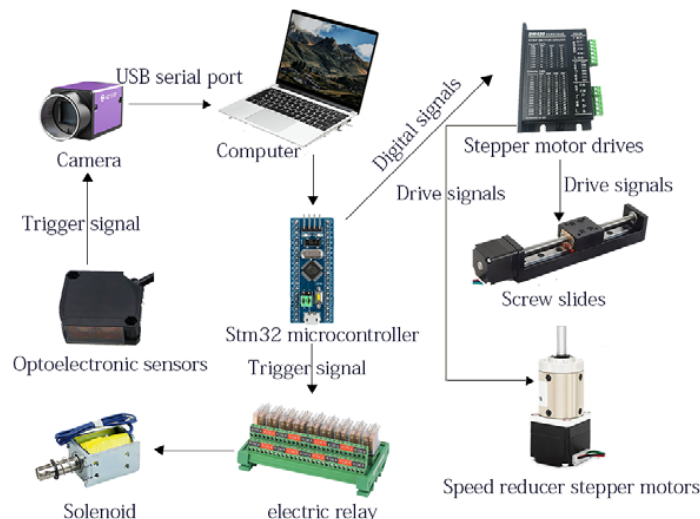 USB serial port
Camera
Computer
Digital signals
Stepper motor drives
Trigger signal
Drive signals
Drive signals
Screw slides
Optoelectronic sensors
Stm32 microcontroller
Trigger signal
Solenoid
electric relay
Speed reducer stepper motors